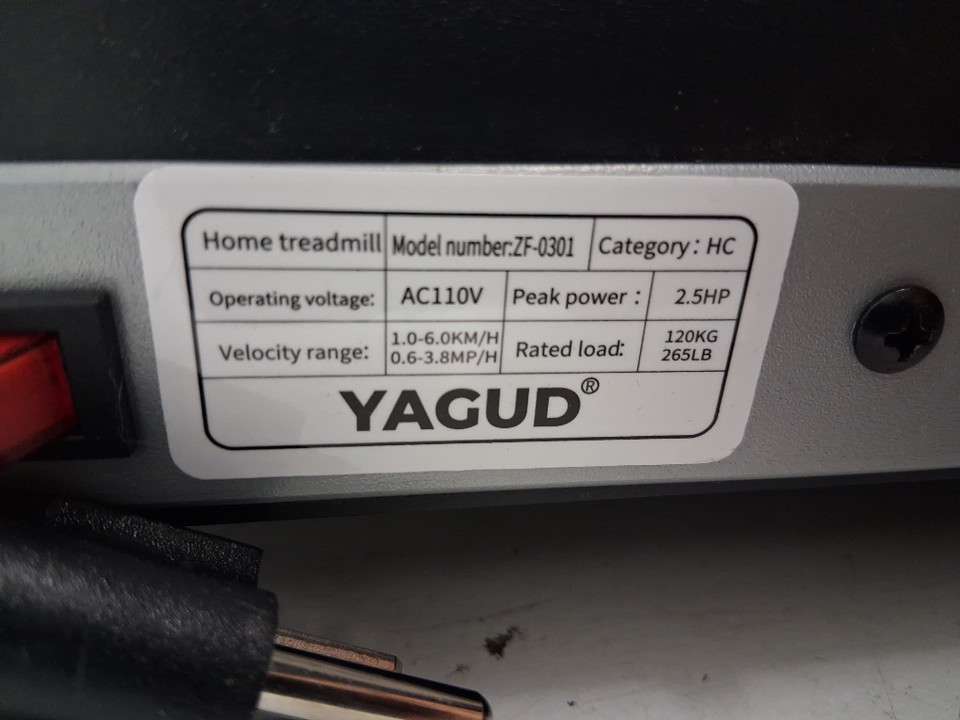 Home treadmill Model number:ZF-0301 Category: HC
Operating voltage: AC110V Peak power : 2.5HP
Velocity range: 1.0-6.0KM/H 0.6-3.8MP/H Rated load: 120KG 265LB
YAGUD®